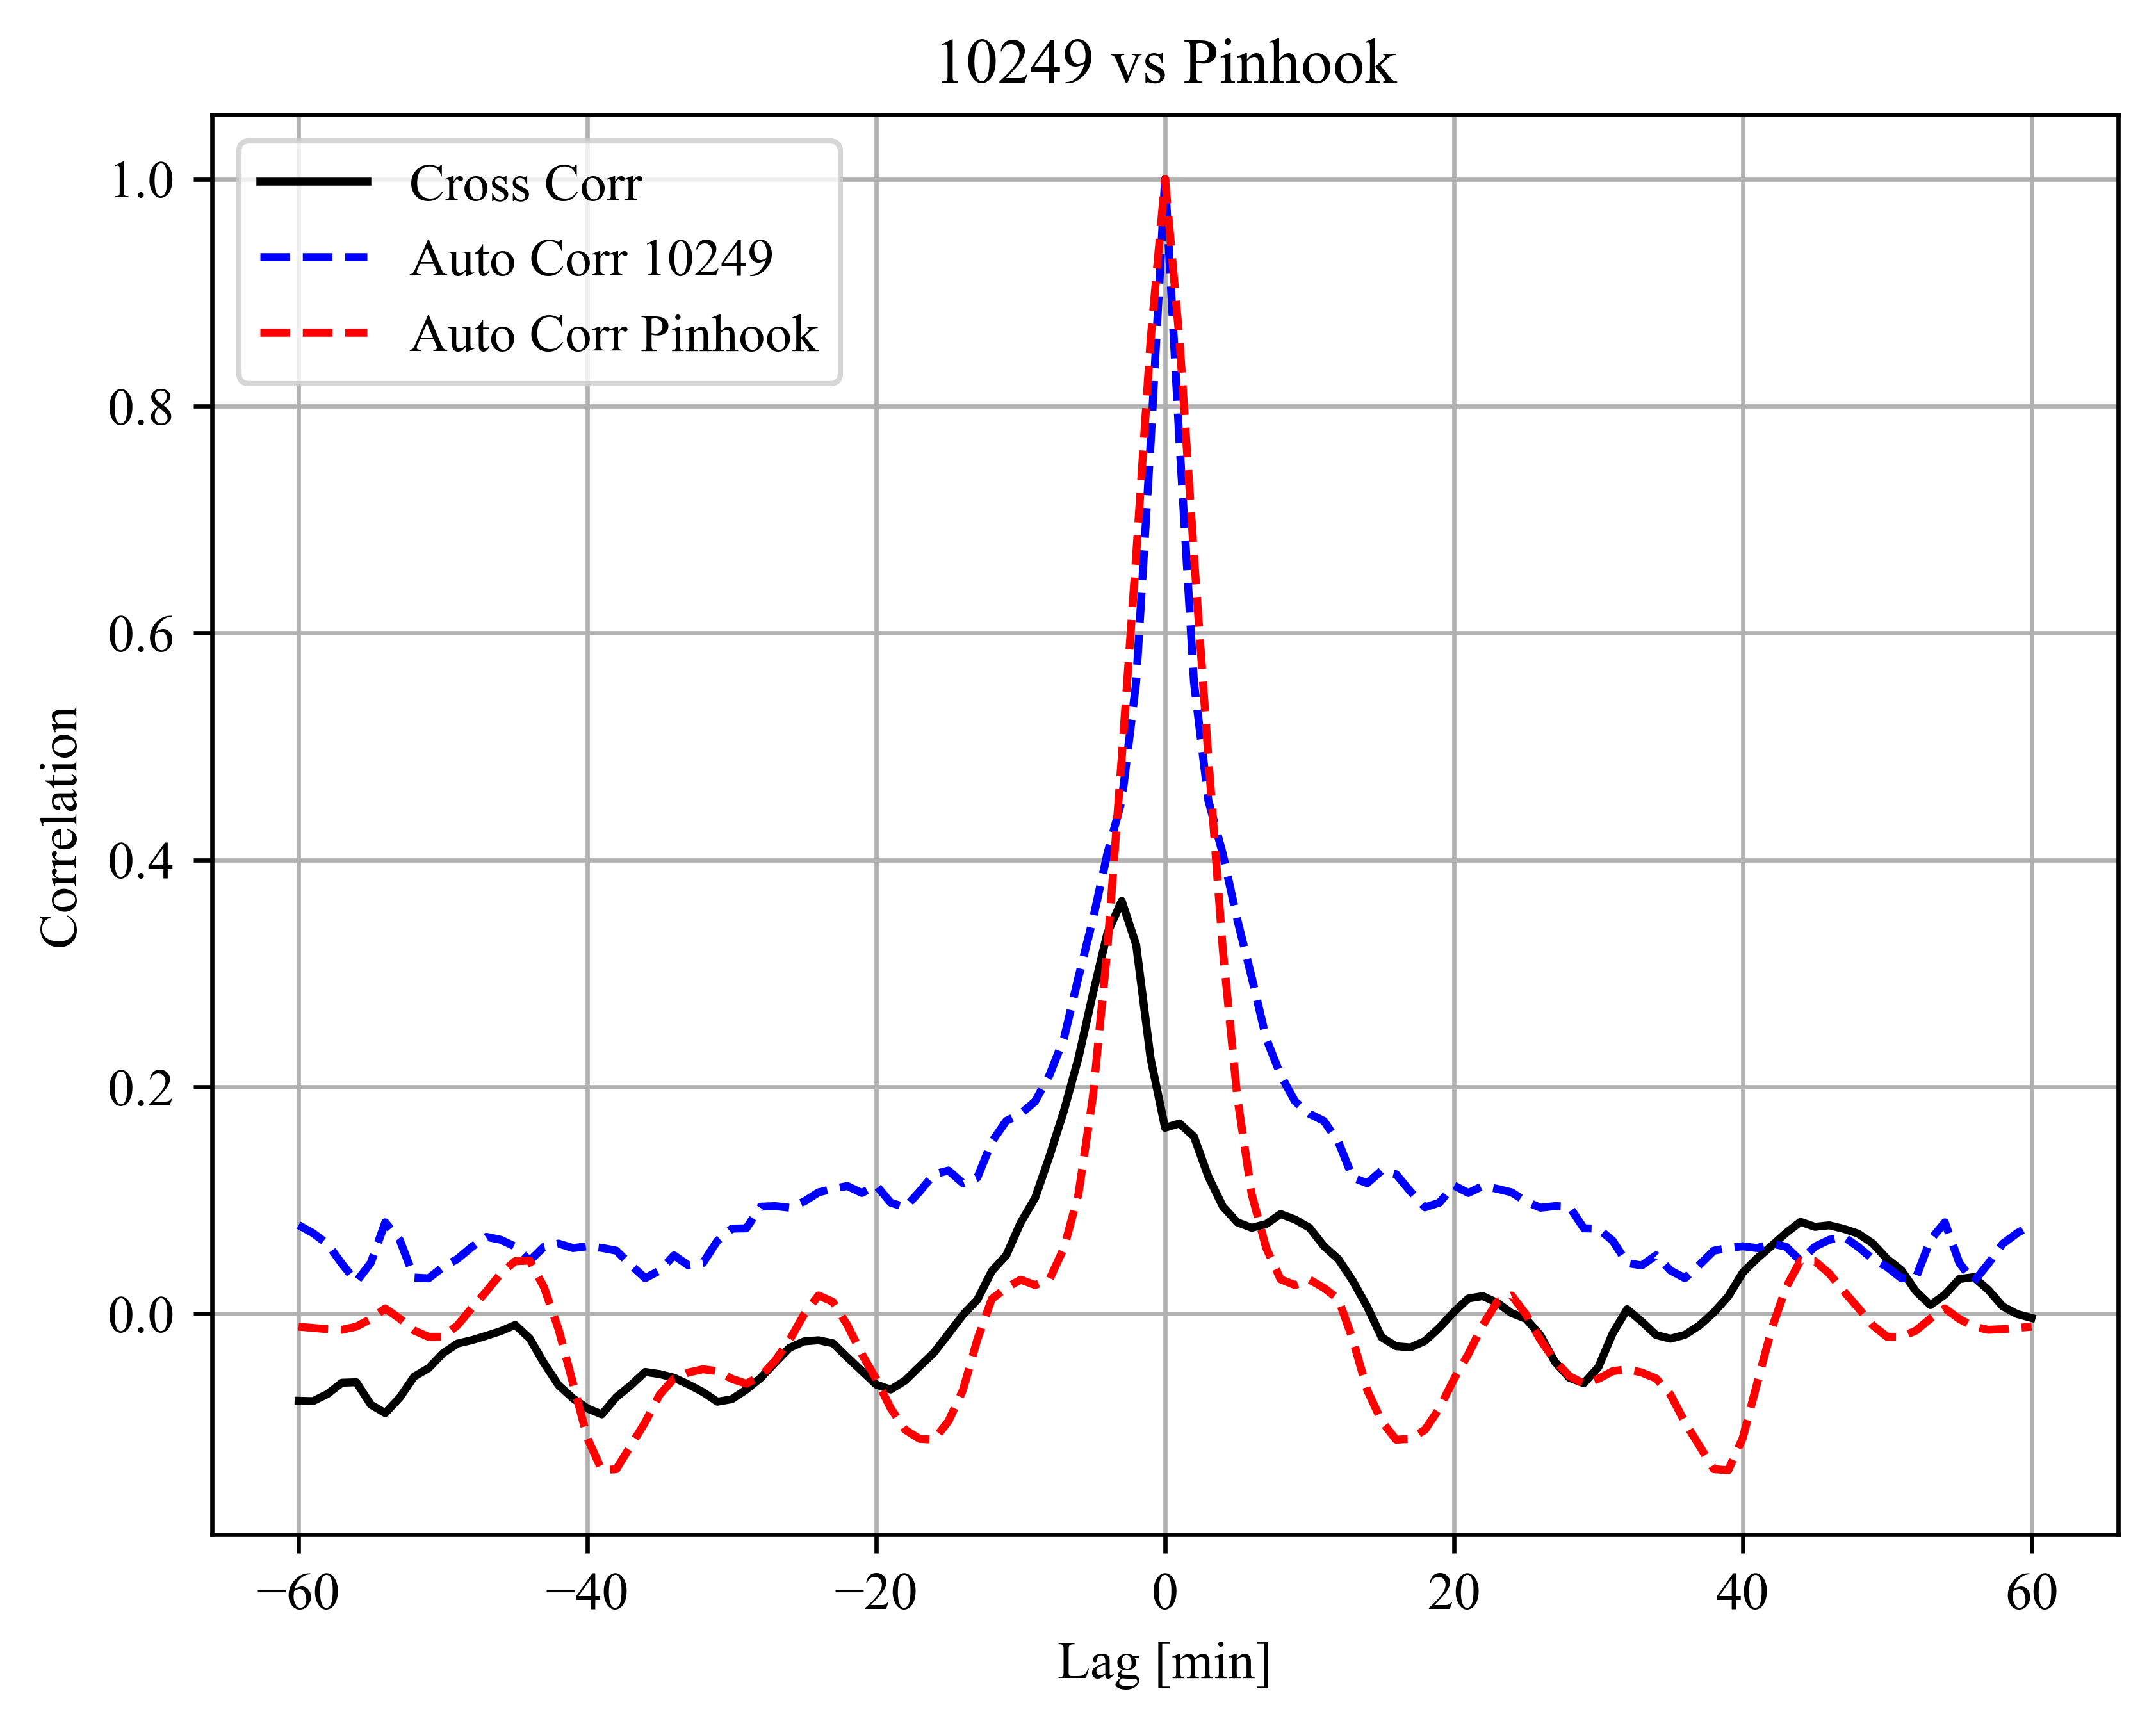 10249 vs Pinhook
Cross Corr
Auto Corr 10249
Auto Corr Pinhook
1.0
0.8
0.6
0.4
0.2
0.0
Correlation
−60 −40 −20 0 20 40 60
Lag [min]